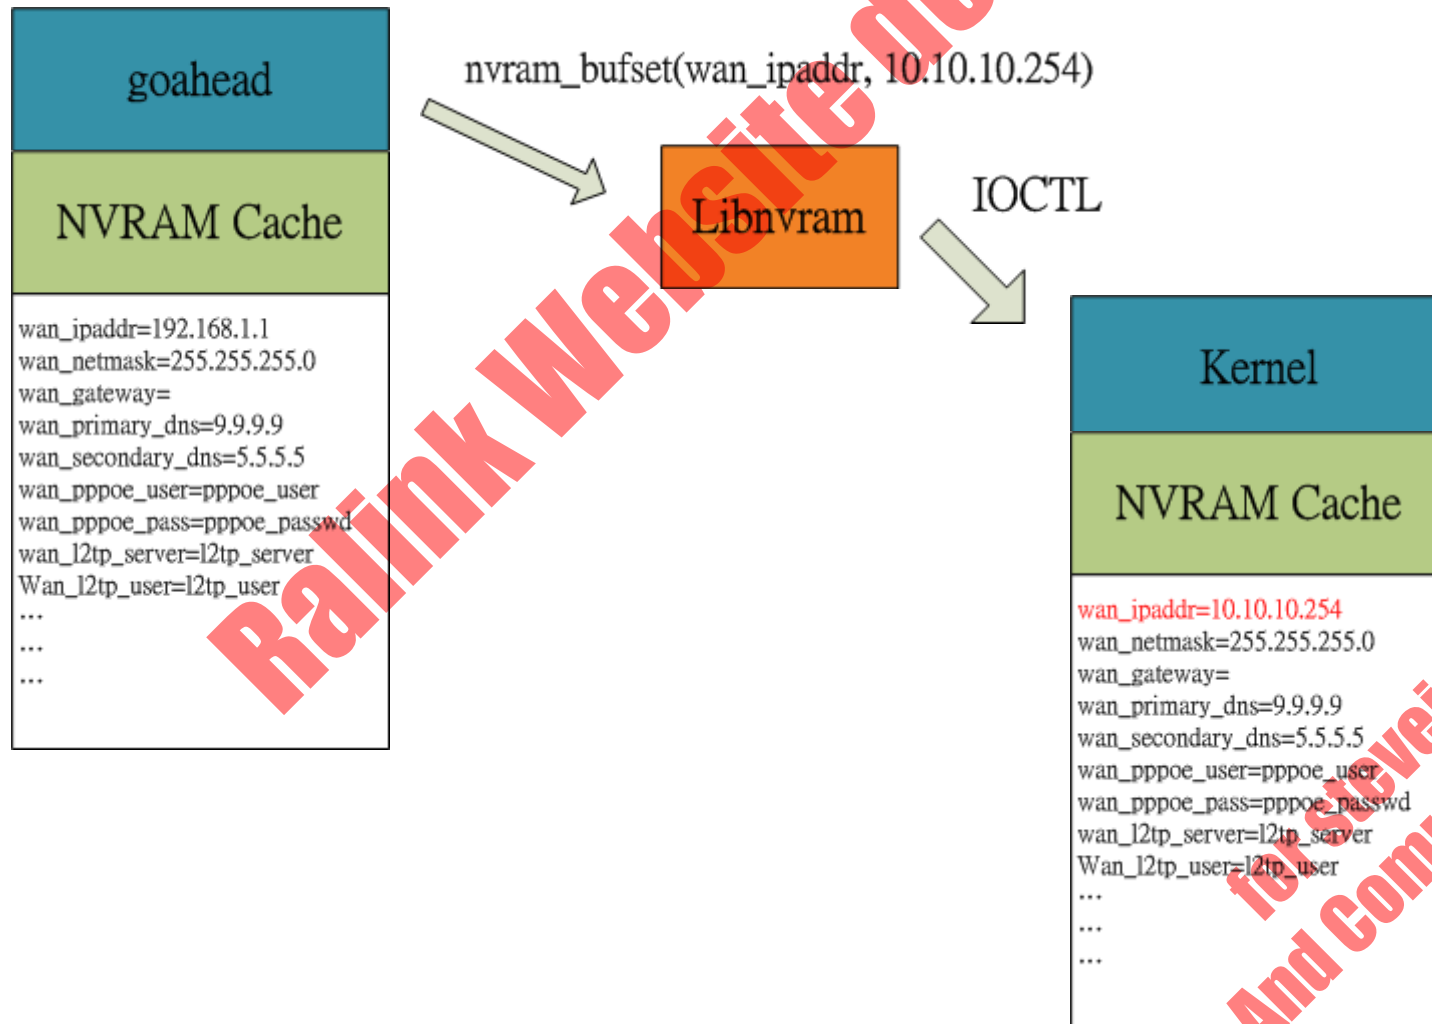 goahead
NVRAM Cache
wan_ipaddr=192.168.1.1
wan_netmask=255.255.255.0
wan_gateway=
wan_primary_dns=9.9.9.9
wan_secondary_dns=5.5.5.5
wan_pppoe_user=pppoe_user
wan_pppoe_pass=pppoe_passwd
wan_l2tp_server=l2tp_server
Wan_l2tp_user=l2tp_user
...
...
...
nvram_bufset(wan_ipaddr, 10.10.10.254)
Libnvram
IOCTL
Kernel
NVRAM Cache
wan_ipaddr=10.10.10.254
wan_netmask=255.255.255.0
wan_gateway=
wan_primary_dns=9.9.9.9
wan_secondary_dns=5.5.5.5
wan_pppoe_user=pppoe_user
wan_pppoe_pass=pppoe_passwd
wan_l2tp_server=l2tp_server
Wan_l2tp_user=l2tp_user
...
...
...
Ralink Website
for
And